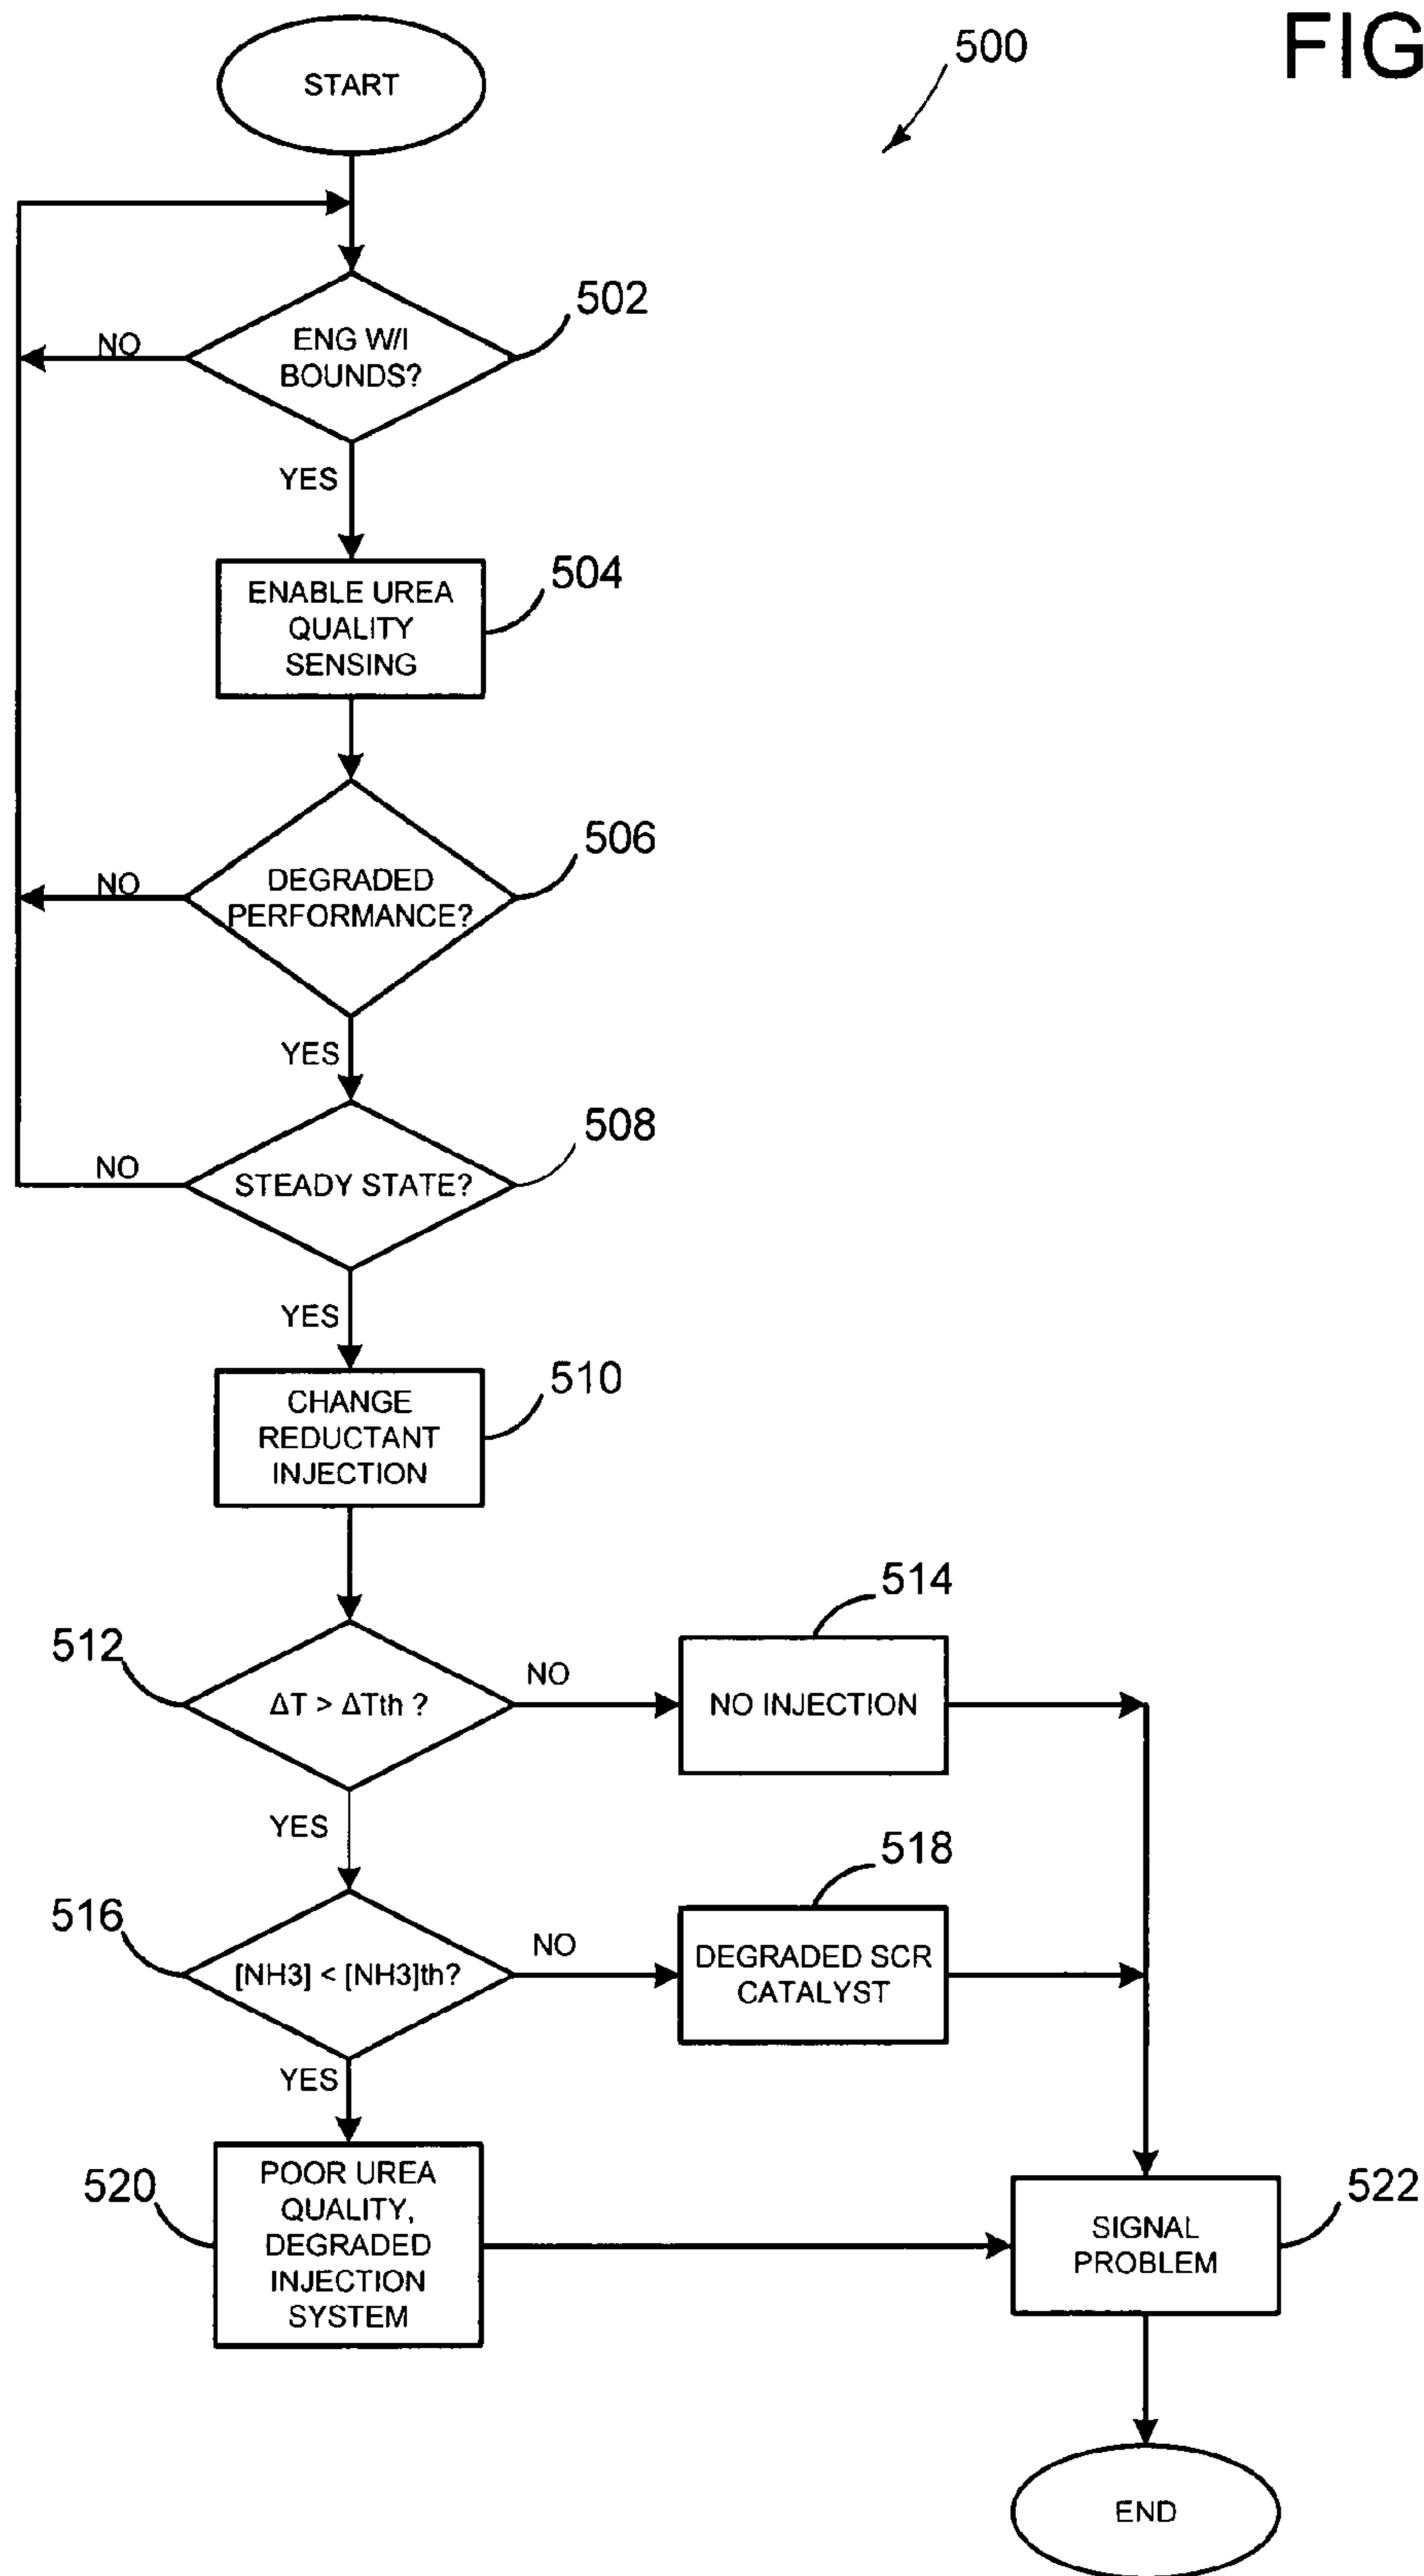 FIG
500
START
502
ENG W/I
BOUNDS?
NO
YES
504
ENABLE UREA
QUALITY
SENSING
506
DEGRADED
PERFORMANCE?
NO
YES
508
STEADY STATE?
NO
YES
510
CHANGE
REDUCTANT
INJECTION
512
ΔT > ΔTth ?
NO
514
NO INJECTION
YES
516
[NH3] < [NH3]th?
NO
518
DEGRADED SCR
CATALYST
YES
520
POOR UREA
QUALITY,
DEGRADED
INJECTION
SYSTEM
522
SIGNAL
PROBLEM
END